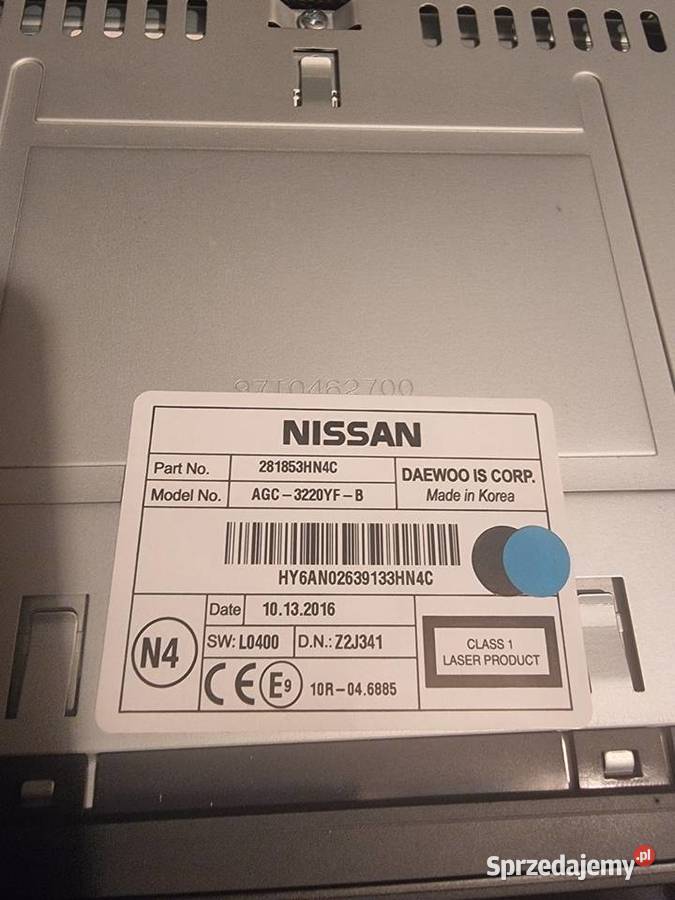 9710462700
NISSAN
Part No. 281853HN4C
DAEWOO IS CORP.
Made in Korea
Model No. AGC-3220YF-B
HY6AN02639133HN4C
N4
Date 10.13.2016
SW: L0400 D.N.: Z2J341
CE E9 10R-04.6885
CLASS 1
LASER PRODUCT
Sprzedajemy.pl